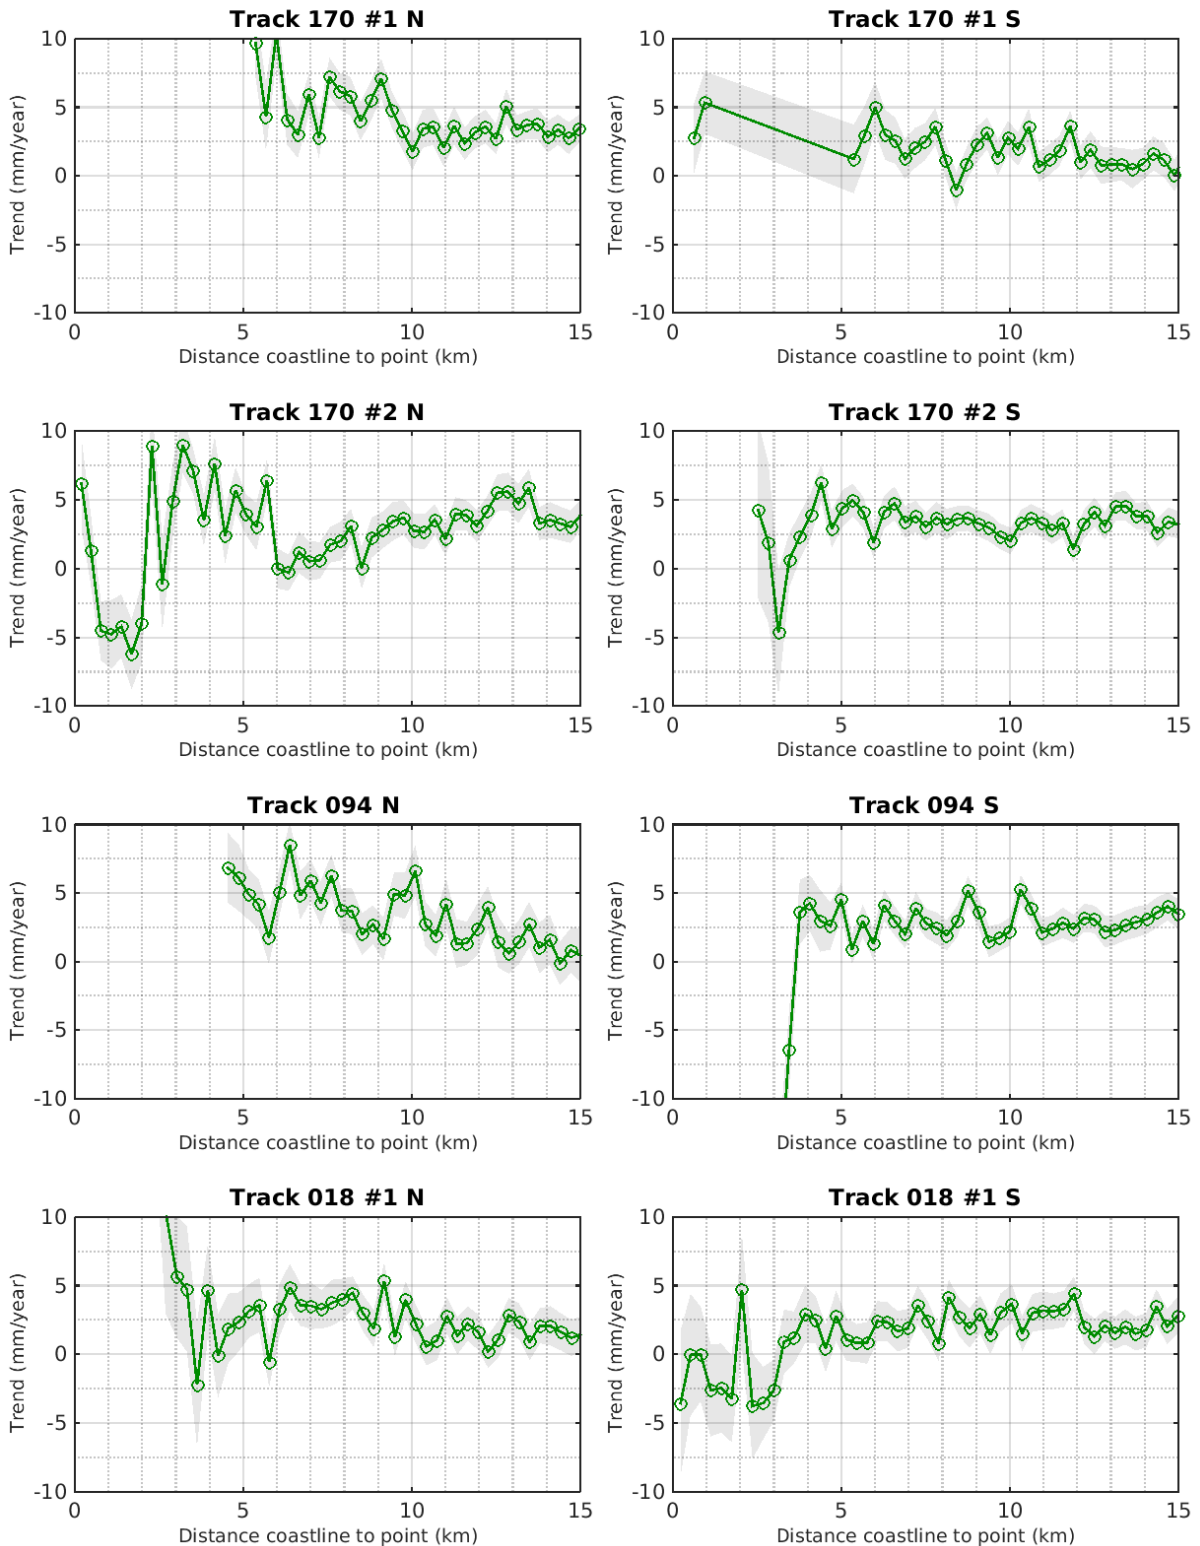 Track 170 #1 N
Trend (mm/year)
10
5
0
-5
-10
0 5 10 15
Distance coastline to point (km)
Track 170 #1 S
Trend (mm/year)
10
5
0
-5
-10
0 5 10 15
Distance coastline to point (km)
Track 170 #2 N
Trend (mm/year)
10
5
0
-5
-10
0 5 10 15
Distance coastline to point (km)
Track 170 #2 S
Trend (mm/year)
10
5
0
-5
-10
0 5 10 15
Distance coastline to point (km)
Track 094 N
Trend (mm/year)
10
5
0
-5
-10
0 5 10 15
Distance coastline to point (km)
Track 094 S
Trend (mm/year)
10
5
0
-5
-10
0 5 10 15
Distance coastline to point (km)
Track 018 #1 N
Trend (mm/year)
10
5
0
-5
-10
0 5 10 15
Distance coastline to point (km)
Track 018 #1 S
Trend (mm/year)
10
5
0
-5
-10
0 5 10 15
Distance coastline to point (km)